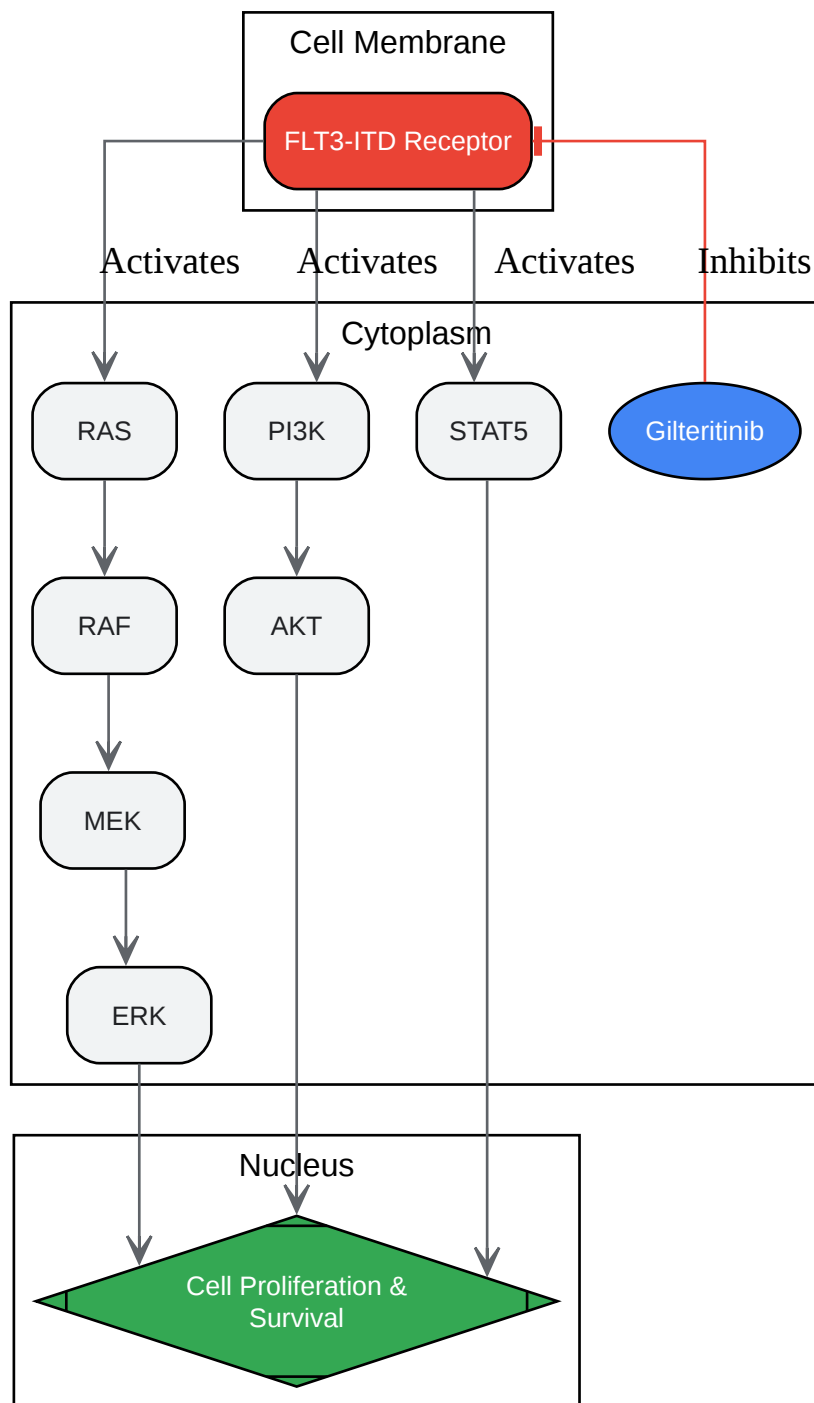 Cell Membrane
FLT3-ITD Receptor
Activates
Activates
Activates
Inhibits
Cytoplasm
RAS
PI3K
STAT5
Gilteritinib
RAF
AKT
MEK
ERK
Nucleus
Cell Proliferation &
Survival